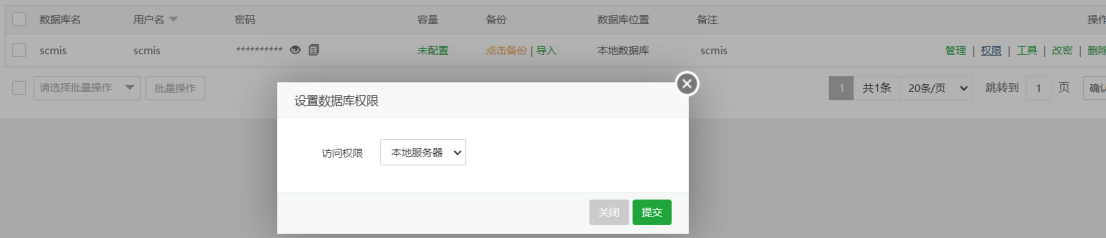 数据库名 用户名 密码 容量 备份 数据库位置 备注 操作
scmis scmis ********** 未配置 点击备份 | 导入 本地数据库 scmis 管理 | 权限 | 工具 | 改密 | 删除
请选择批量操作 批量操作 1 共1条 20条/页 跳转到 1 页 确认
设置数据库权限
访问权限 本地服务器
关闭 提交